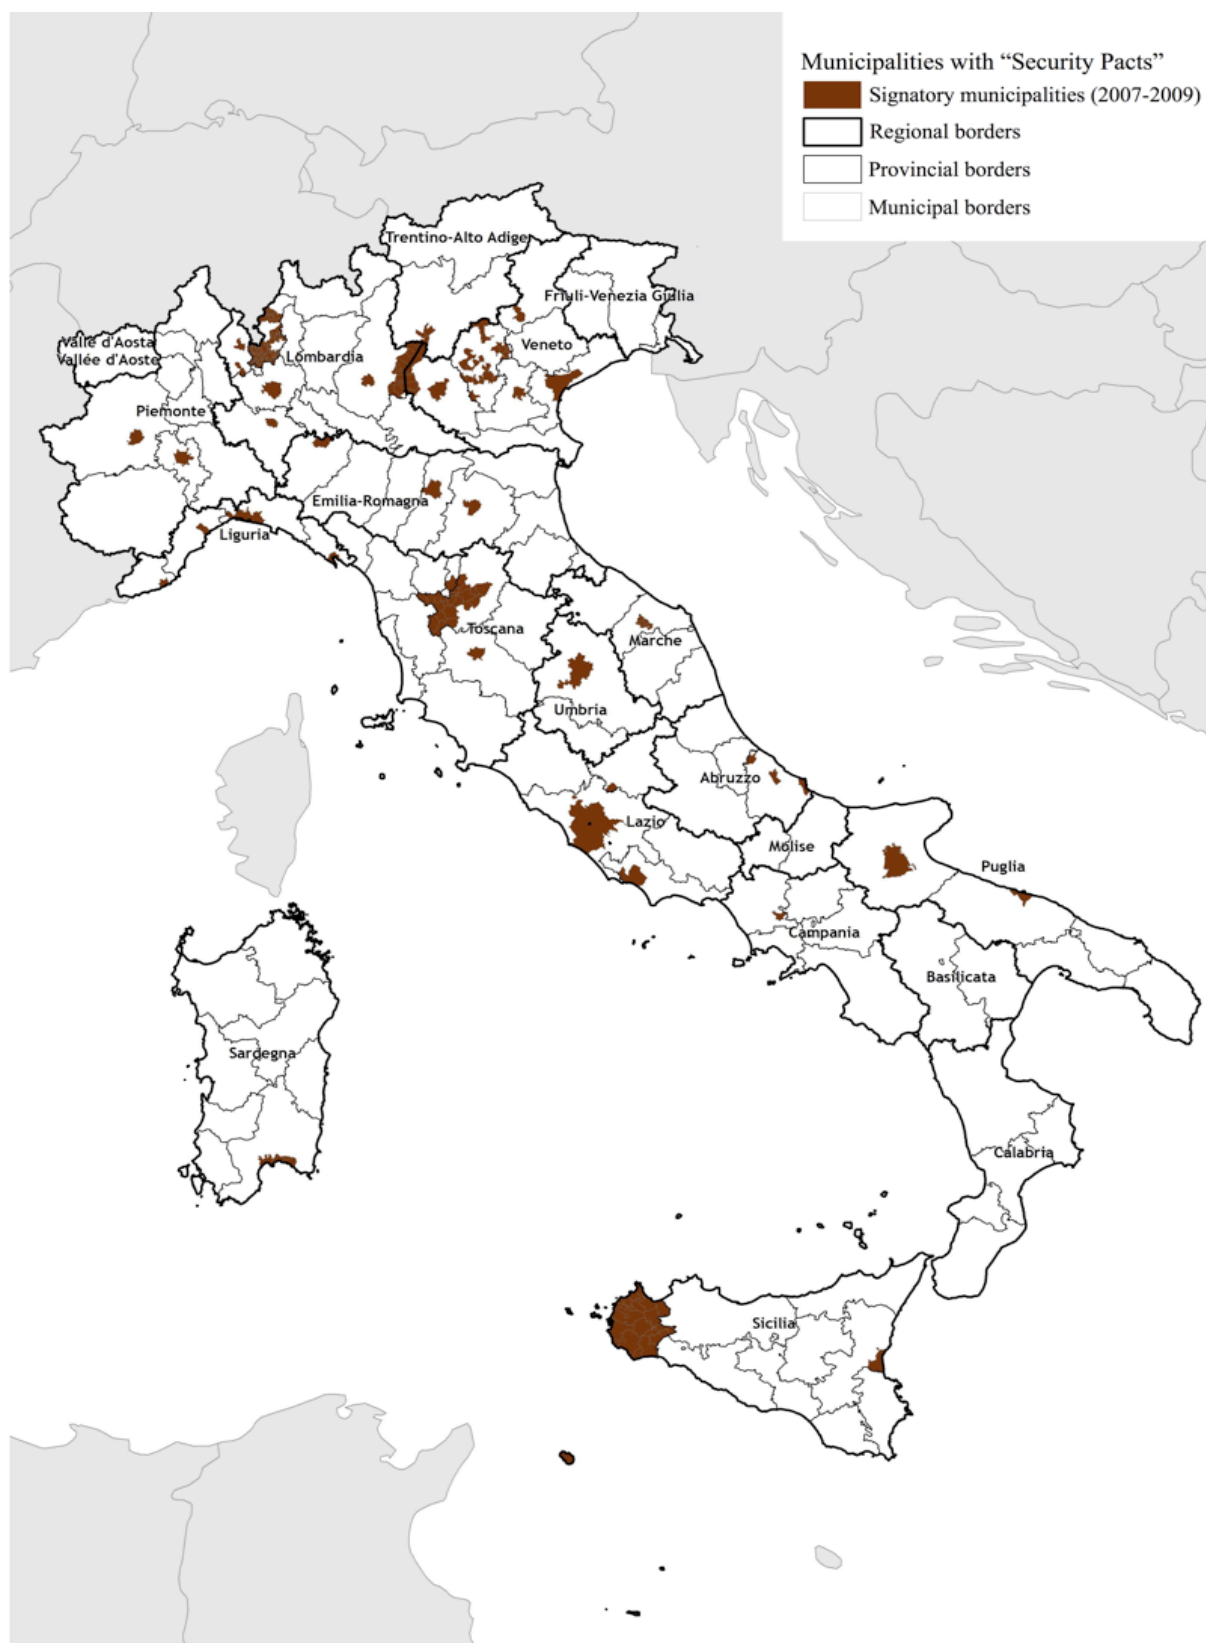 Municipalities with “Security Pacts”
Signatory municipalities (2007-2009)
Regional borders
Provincial borders
Municipal borders
Trentino-Alto Adige
Friuli-Venezia Giulia
Valle d'Aosta
Vallée d'Aoste
Lombardia
Veneto
Piemonte
Emilia-Romagna
Liguria
Toscana
Marche
Umbria
Abruzzo
Lazio
Molise
Puglia
Campania
Basilicata
Sardegna
Calabria
Sicilia